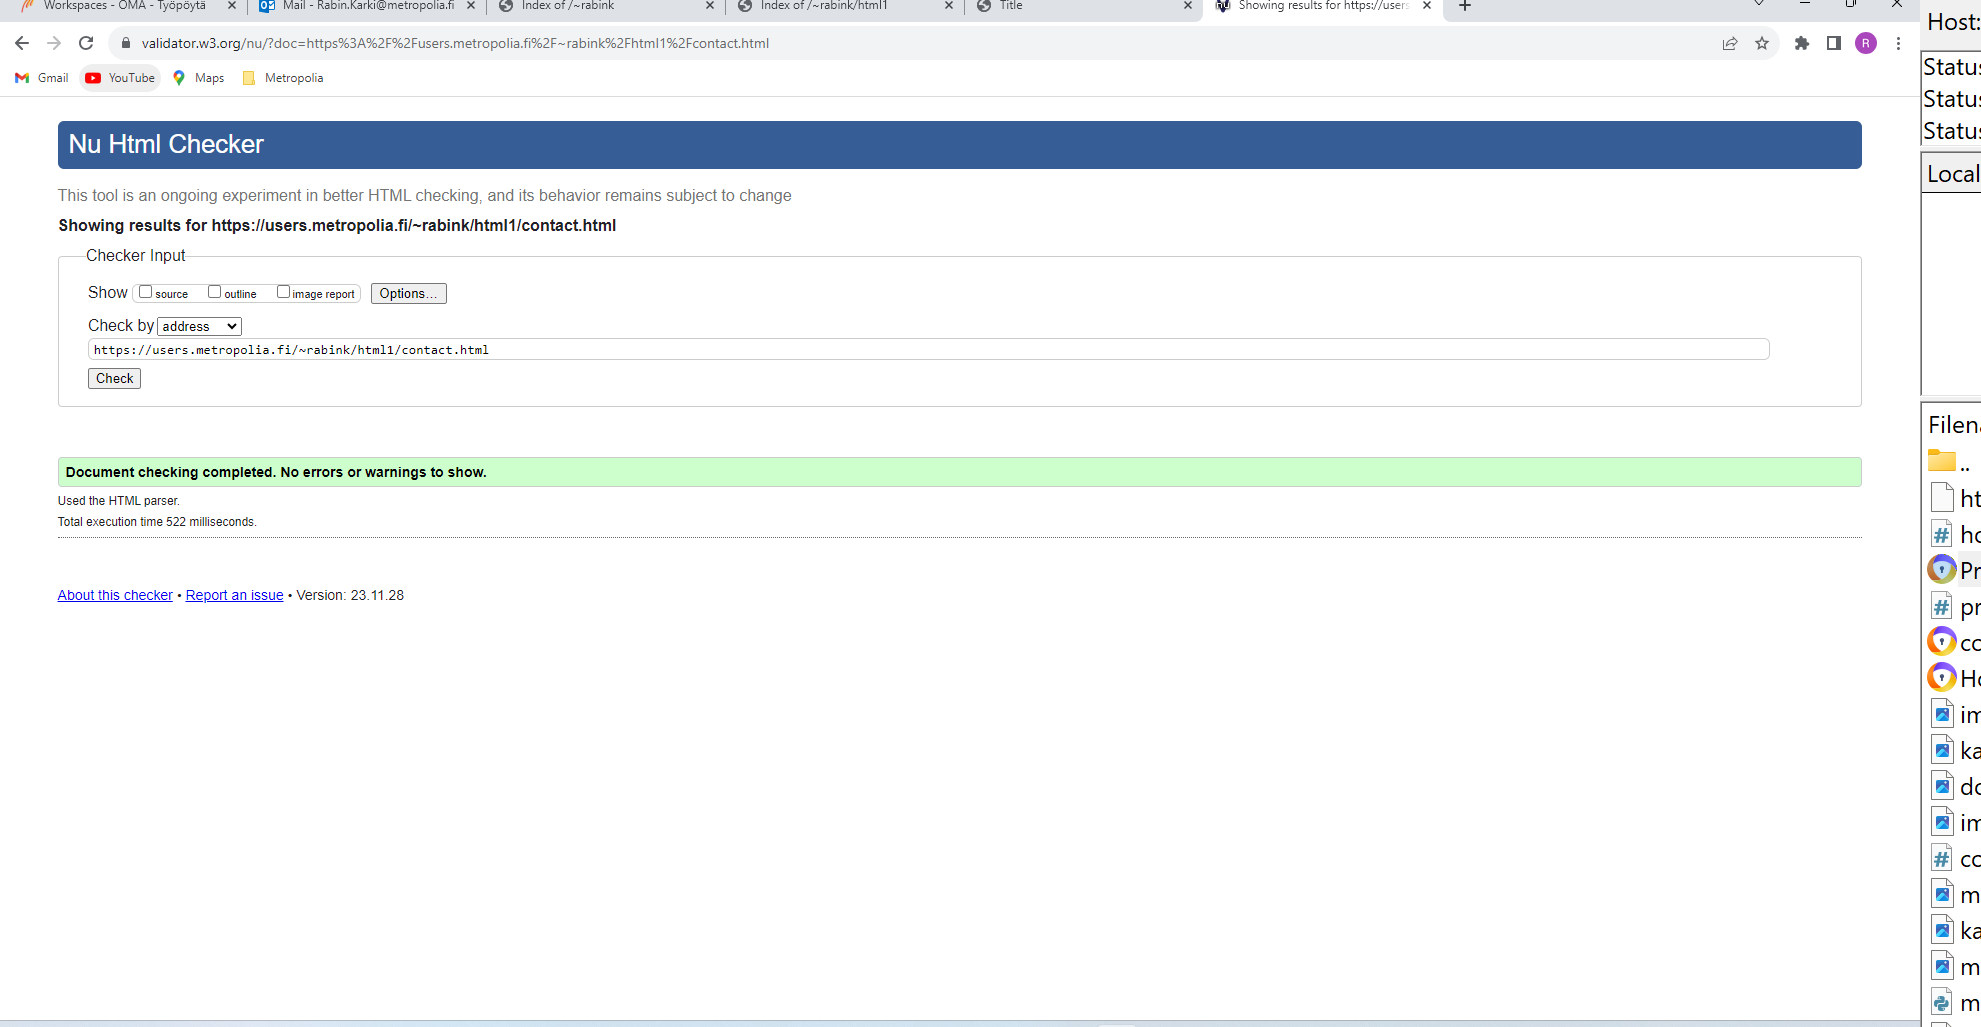 Workspaces - OMA - Työpöytä
Mail - Rabin.Karki@metropolia.fi
Index of /~rabink
Index of /~rabink/html1
Title
Showing results for https://users
validator.w3.org/nu/?doc=https%3A%2F%2Fusers.metropolia.fi%2F~rabink%2Fhtml1%2Fcontact.html
R
Gmail
YouTube
Maps
Metropolia
Nu Html Checker
This tool is an ongoing experiment in better HTML checking, and its behavior remains subject to change
Showing results for https://users.metropolia.fi/~rabink/html1/contact.html
Checker Input
Show source outline image report Options...
Check by address
https://users.metropolia.fi/~rabink/html1/contact.html
Check
Document checking completed. No errors or warnings to show.
Used the HTML parser.
Total execution time 522 milliseconds.
About this checker • Report an issue • Version: 23.11.28
Host:
Status
Status
Status
Local
Filen
..
ht
ho
Pr
pr
co
Ho
im
ka
do
im
co
m
ka
m
m